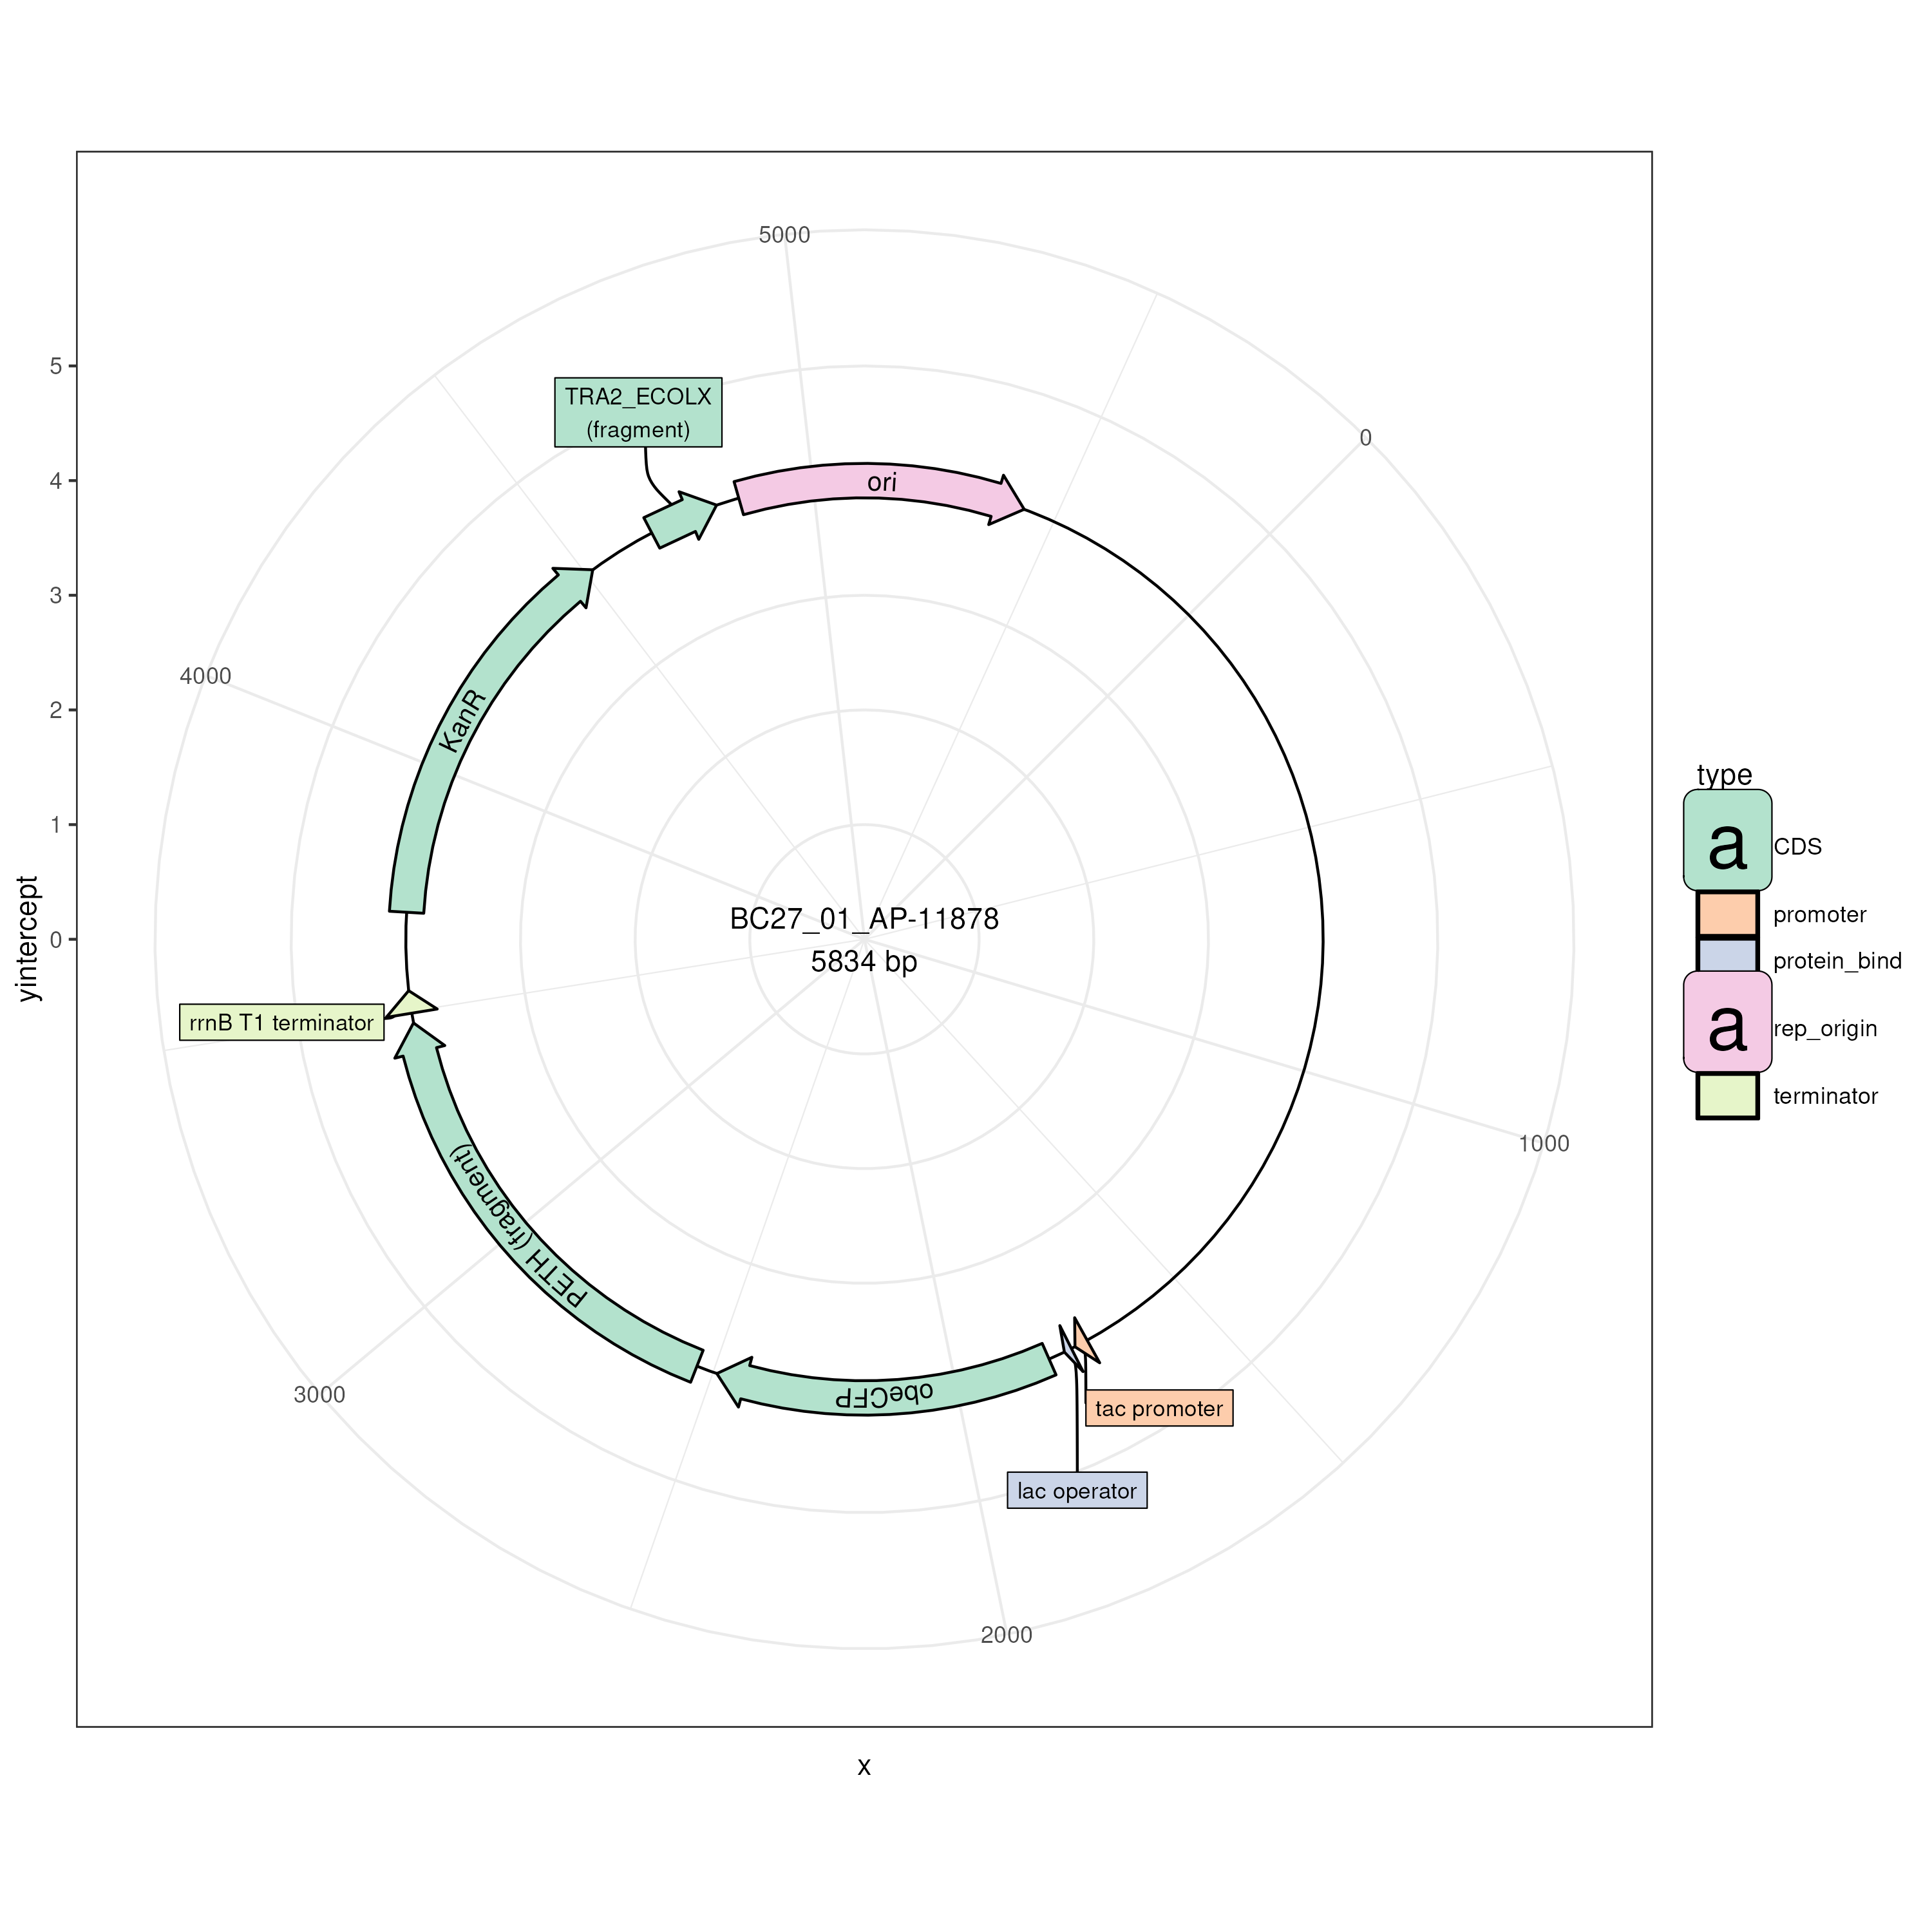 5000
0
5
4
3
2
1
0
yintercept
TRA2_ECOLX
(fragment)
ori
KanR
4000
BC27_01_AP-11878
5834 bp
rrnB T1 terminator
1000
PETH (fragment)
obeCFP
3000
tac promoter
lac operator
2000
x
type
a CDS
promoter
protein_bind
a rep_origin
terminator